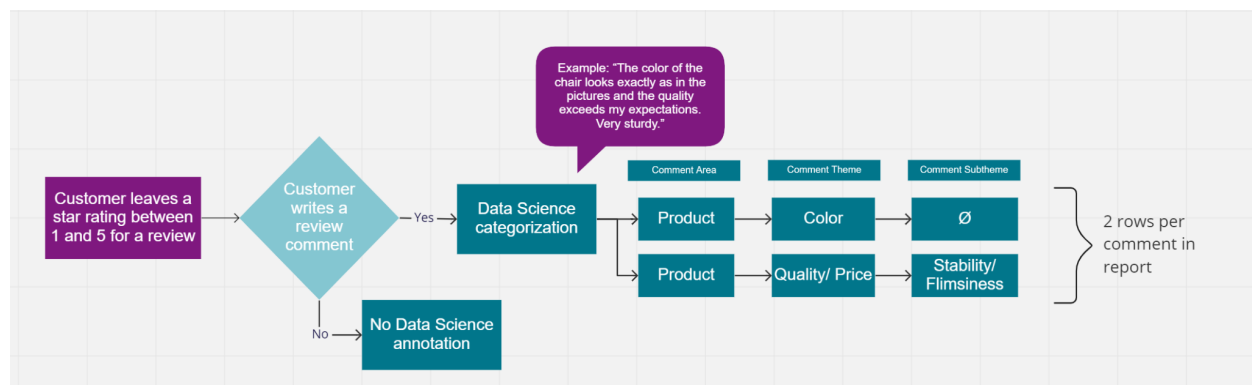 Example: "The color of the
chair looks exactly as in the
pictures and the quality
exceeds my expectations.
Very sturdy."
Comment Area
Comment Theme
Comment Subtheme
Customer leaves a
star rating between
1 and 5 for a review
Customer
writes a
review
comment
Yes
Data Science
categorization
Product
Color
Ø
Product
Quality/ Price
Stability/
Flimsiness
2 rows per
comment in
report
No
No Data Science
annotation